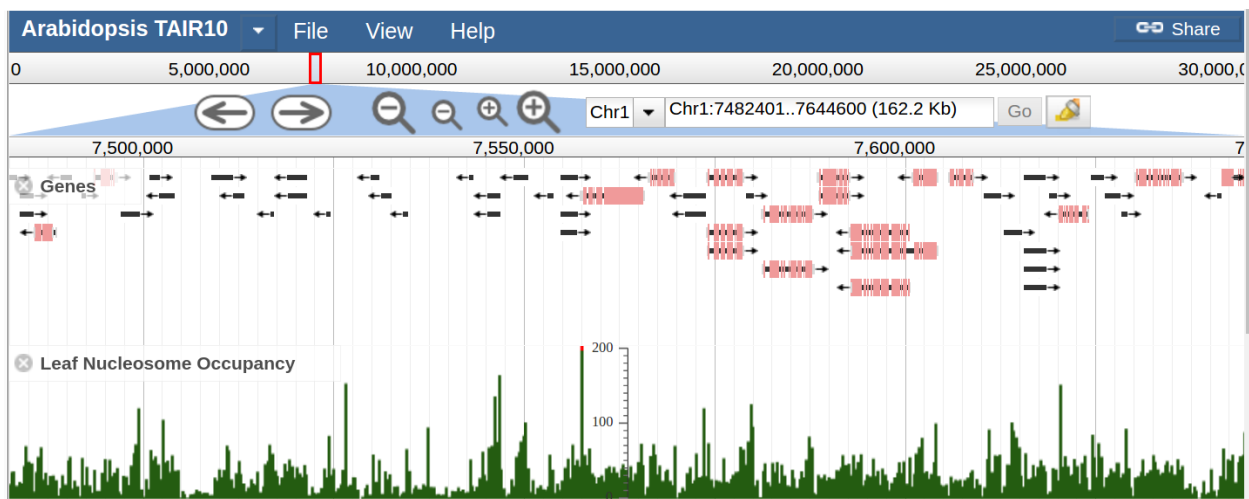 Arabidopsis TAIR10 File View Help Share
0 5,000,000 10,000,000 15,000,000 20,000,000 25,000,000 30,000,
Chr1 Chr1:7482401..7644600 (162.2 Kb) Go
7,500,000 7,550,000 7,600,000 7
Genes
Leaf Nucleosome Occupancy
200
100
0